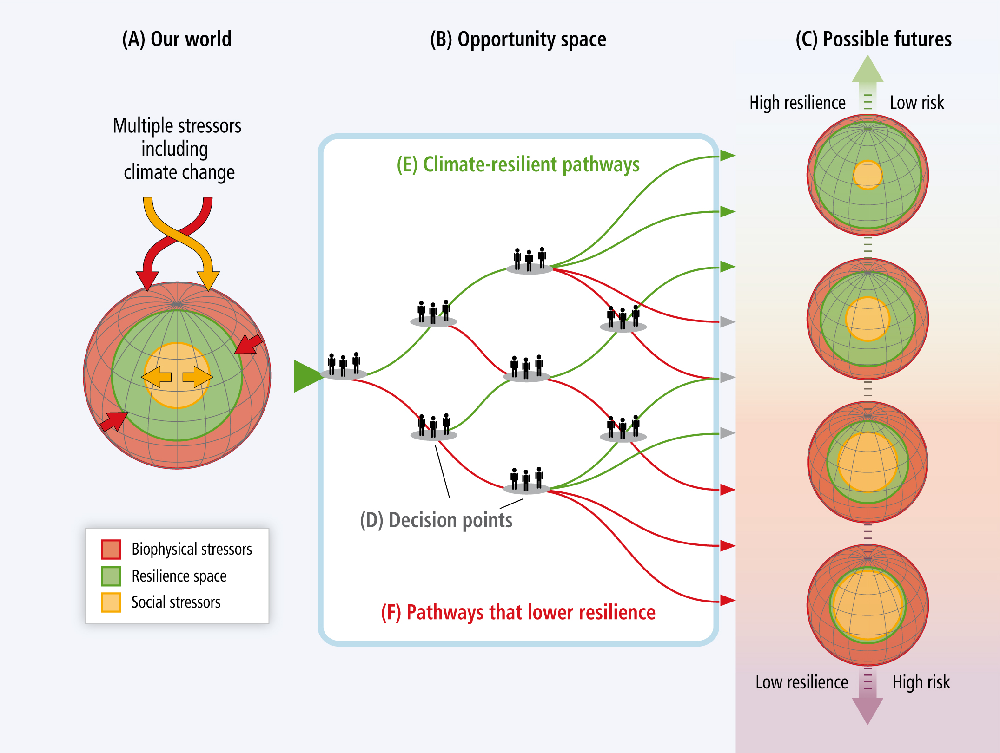 (A) Our world
(B) Opportunity space
(C) Possible futures
Multiple stressors
including
climate change
Biophysical stressors
Resilience space
Social stressors
(E) Climate-resilient pathways
(D) Decision points
(F) Pathways that lower resilience
High resilience
Low risk
Low resilience
High risk